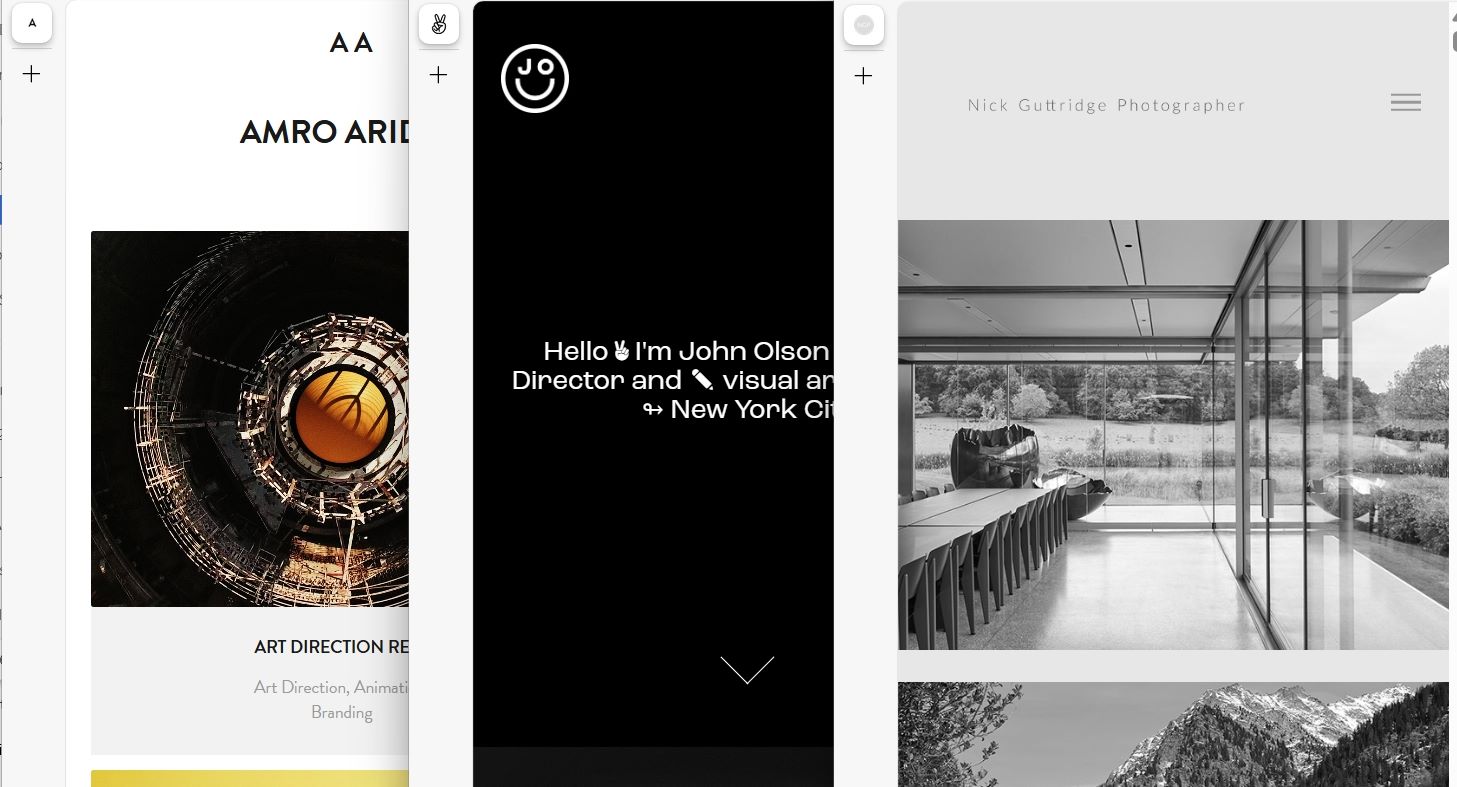 A
A A
AMRO ARID
ART DIRECTION RE
Art Direction, Animati
Branding
JO
Hello ✌ I'm John Olson
Director and ✏ visual ar
↬ New York Cit
Nick Guttridge Photographer